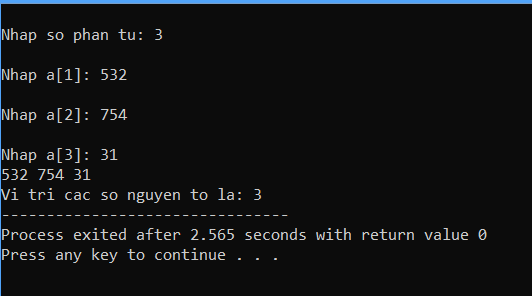 Nhap so phan tu: 3
Nhap a[1]: 532
Nhap a[2]: 754
Nhap a[3]: 31
532 754 31
Vi tri cac so nguyen to la: 3
--------------------------------
Process exited after 2.565 seconds with return value 0
Press any key to continue . . .